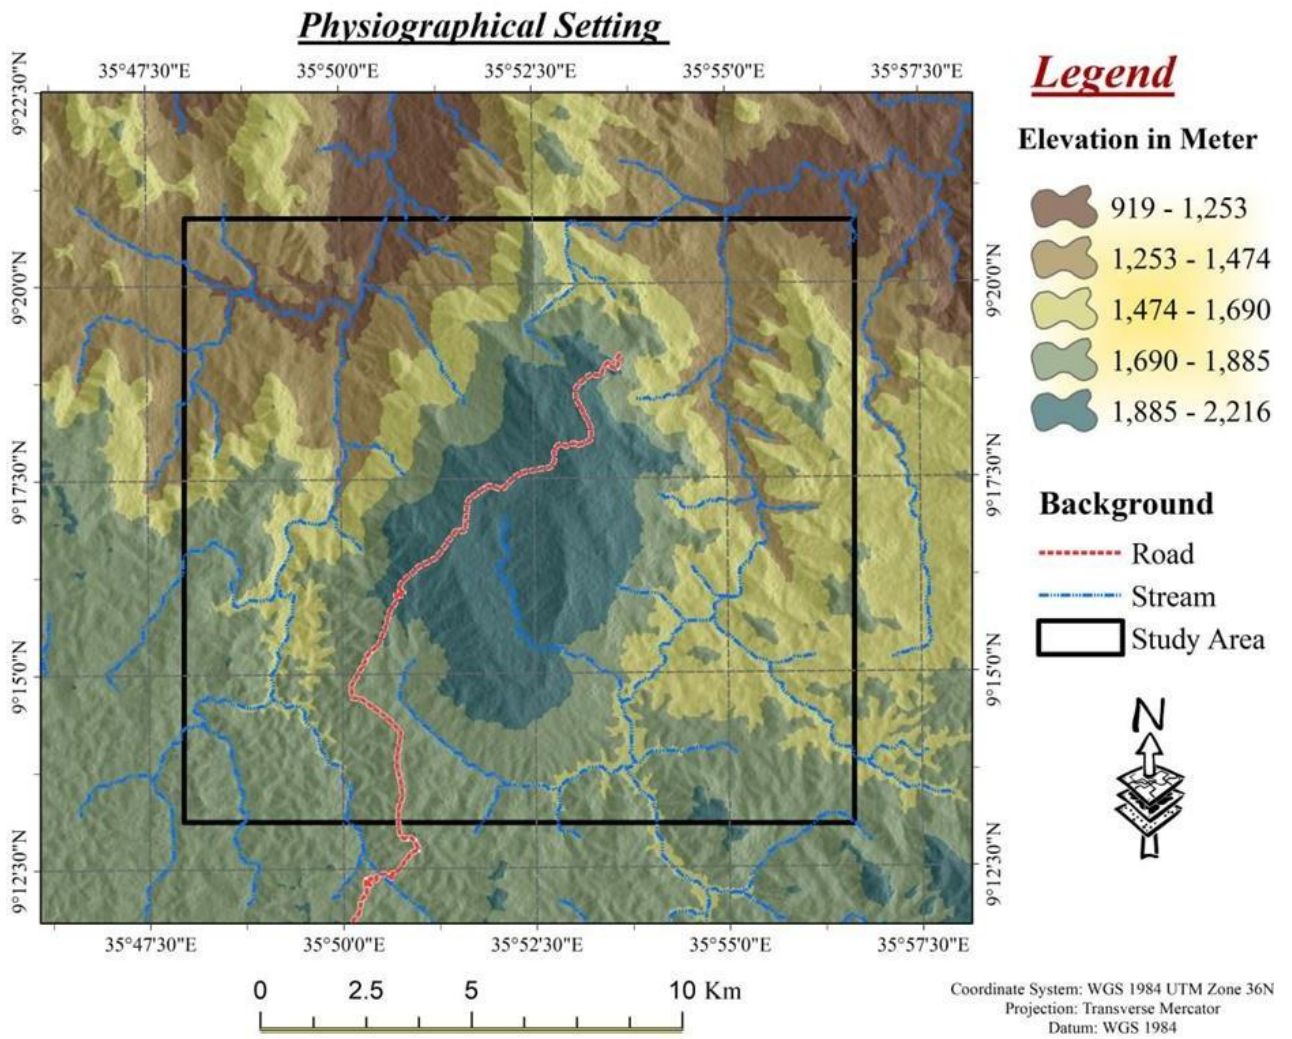 Physiographical Setting
35°47'30"E
35°50'0"E
35°52'30"E
35°55'0"E
35°57'30"E
9°22'30"N
9°20'0"N
9°17'30"N
9°15'0"N
9°12'30"N
9°20'0"N
9°17'30"N
9°15'0"N
9°12'30"N
35°47'30"E
35°50'0"E
35°52'30"E
35°55'0"E
35°57'30"E
0
2.5
5
10 Km
Legend
Elevation in Meter
919 - 1,253
1,253 - 1,474
1,474 - 1,690
1,690 - 1,885
1,885 - 2,216
Background
Road
Stream
Study Area
N
Coordinate System: WGS 1984 UTM Zone 36N
Projection: Transverse Mercator
Datum: WGS 1984